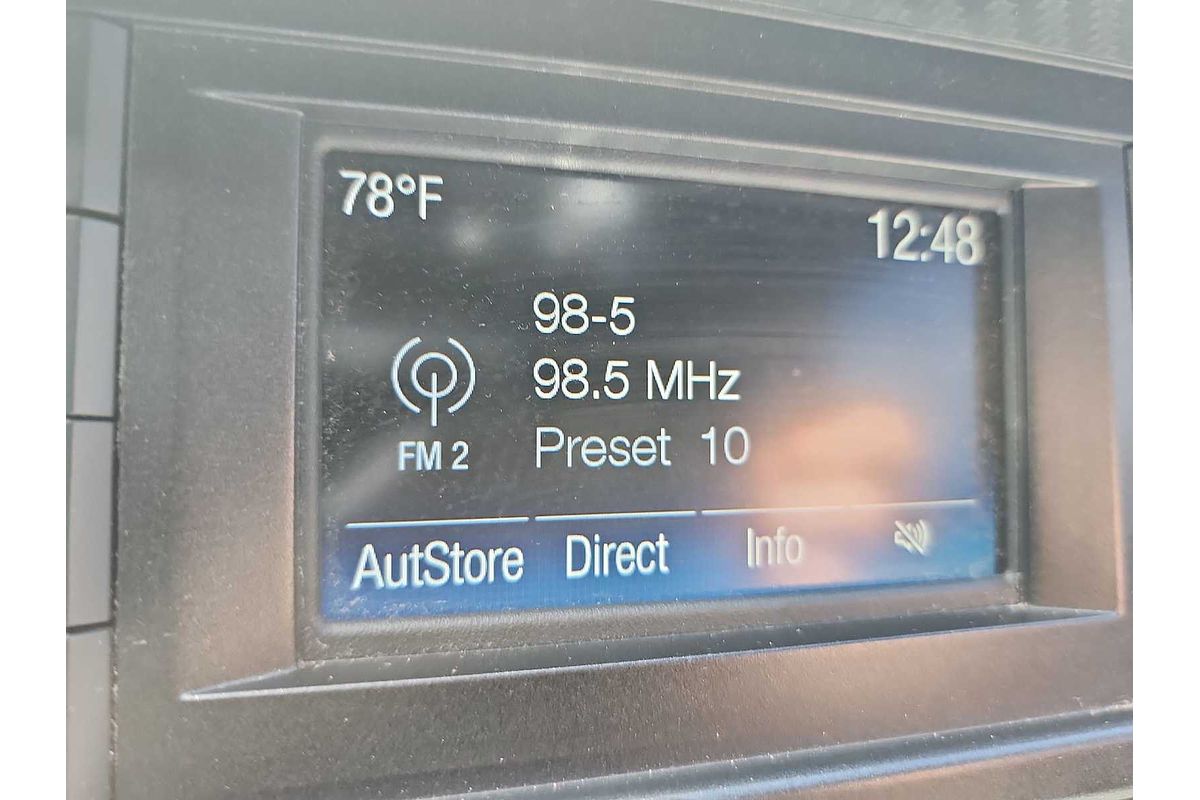 78°F
12:48
98-5
98.5 MHz
FM 2
Preset 10
AutStore
Direct
Info